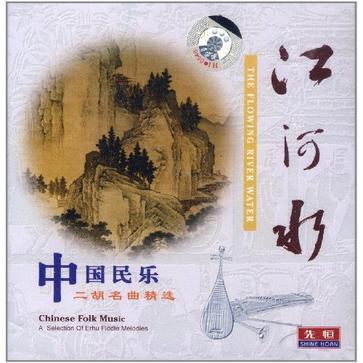 江河水
THE FLOWING RIVER WATER
中国民乐
二胡名曲精选
Chinese Folk Music
A Selection Of Erhu Fiddle Melodies
先恒
SHINE HORN